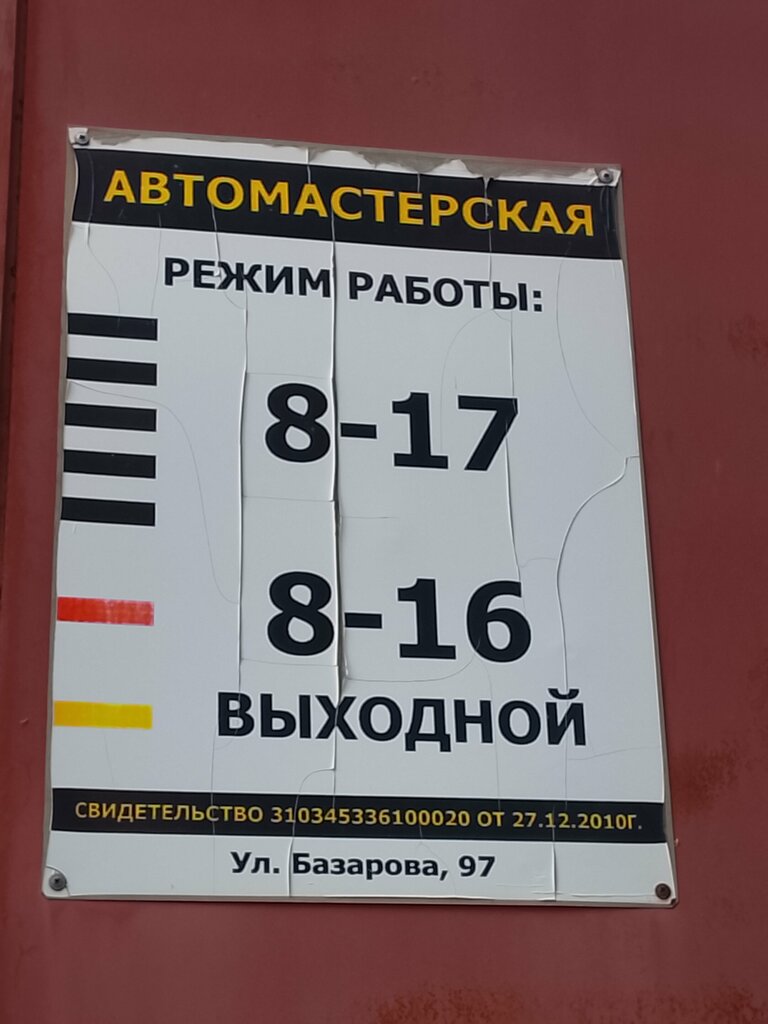 АВТОМАСТЕРСКАЯ
РЕЖИМ РАБОТЫ:
8-17
8-16
ВЫХОДНОЙ
СВИДЕТЕЛЬСТВО 310345336100020 ОТ 27.12.2010Г.
Ул. Базарова, 97